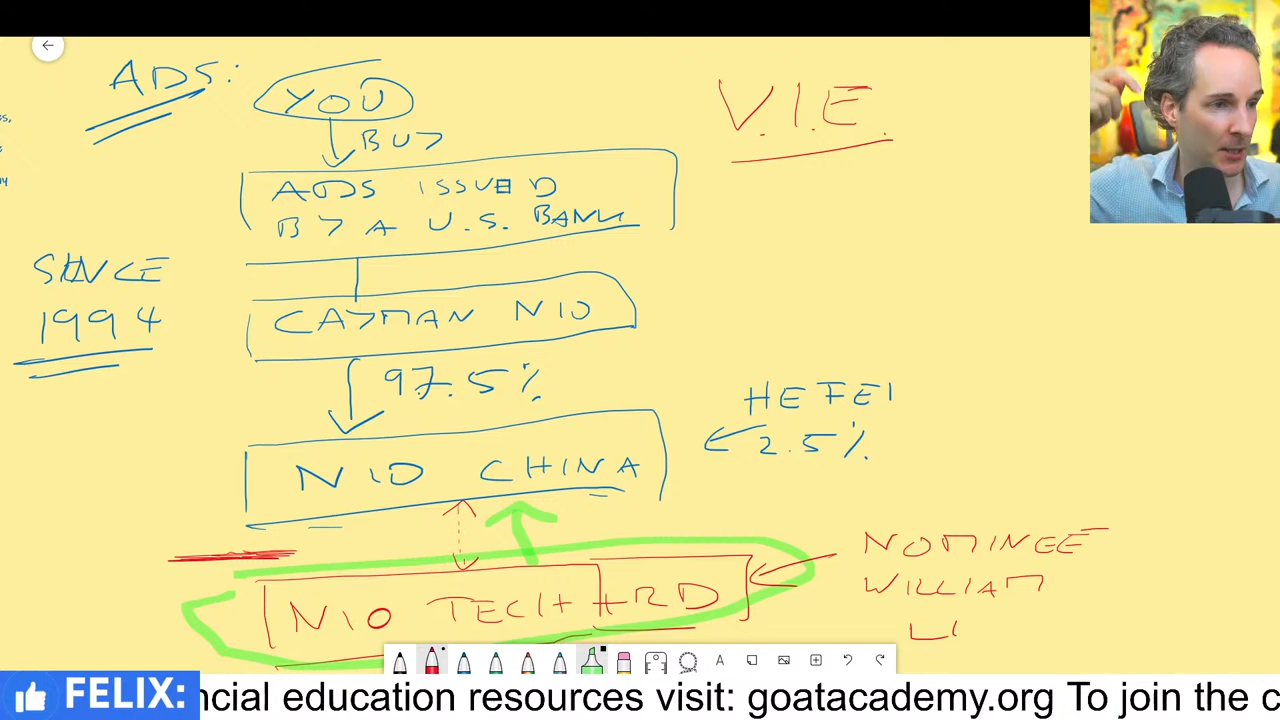 ADS:
YOU
BUY
ADS ISSUED
BY A U.S. BANK
SINCE
1994
CAYMAN NIO
97.5%
NIO CHINA
V.I.E.
HEFEI
2.5%
NIO TECH + RD
NOMINEE
WILLIAM
LI
A
FELIX:
ncial education resources visit: goatacademy.org To join the c